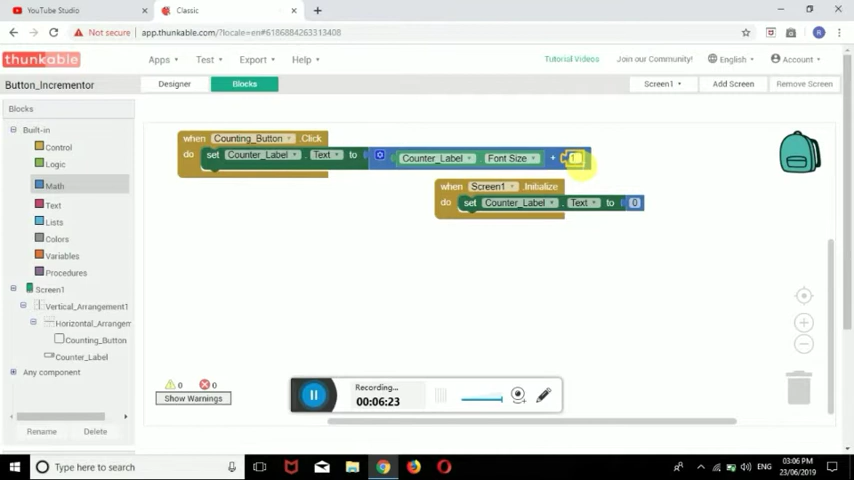 YouTube Studio
Classic
Not secure
app.thunkable.com/?locale=en#6186884263313408
R
thunkable
Apps
Test
Export
Help
Tutorial Videos
Join our Community!
English
Account
Button_Incrementor
Designer
Blocks
Screen1
Add Screen
Remove Screen
Blocks
Built-in
Control
Logic
Math
Text
Lists
Colors
Variables
Procedures
Screen1
Vertical_Arrangement1
Horizontal_Arrangem
Counting_Button
Counter_Label
Any component
Rename
Delete
when Counting_Button .Click
do set Counter_Label . Text to Counter_Label . Font Size + 1
when Screen1 .Initialize
do set Counter_Label . Text to 0
0 0
Show Warnings
Recording...
00:06:23
Type here to search
ENG
03:06 PM
23/06/2019